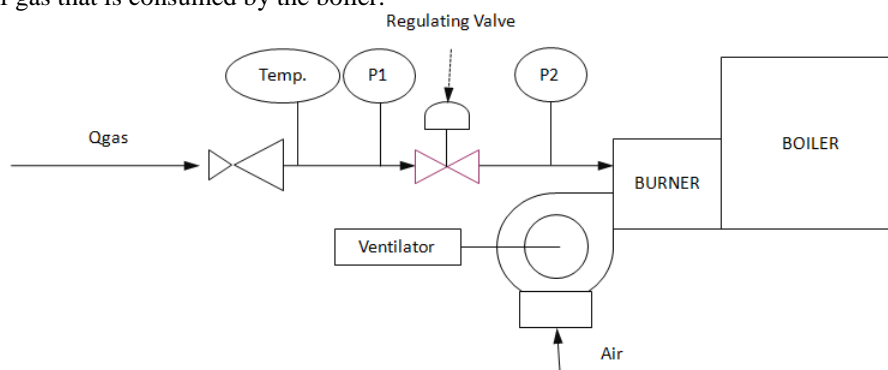 gas that is consumed by the boiler.
Regulating Valve
Temp.
P1
P2
Qgas
BOILER
BURNER
Ventilator
Air